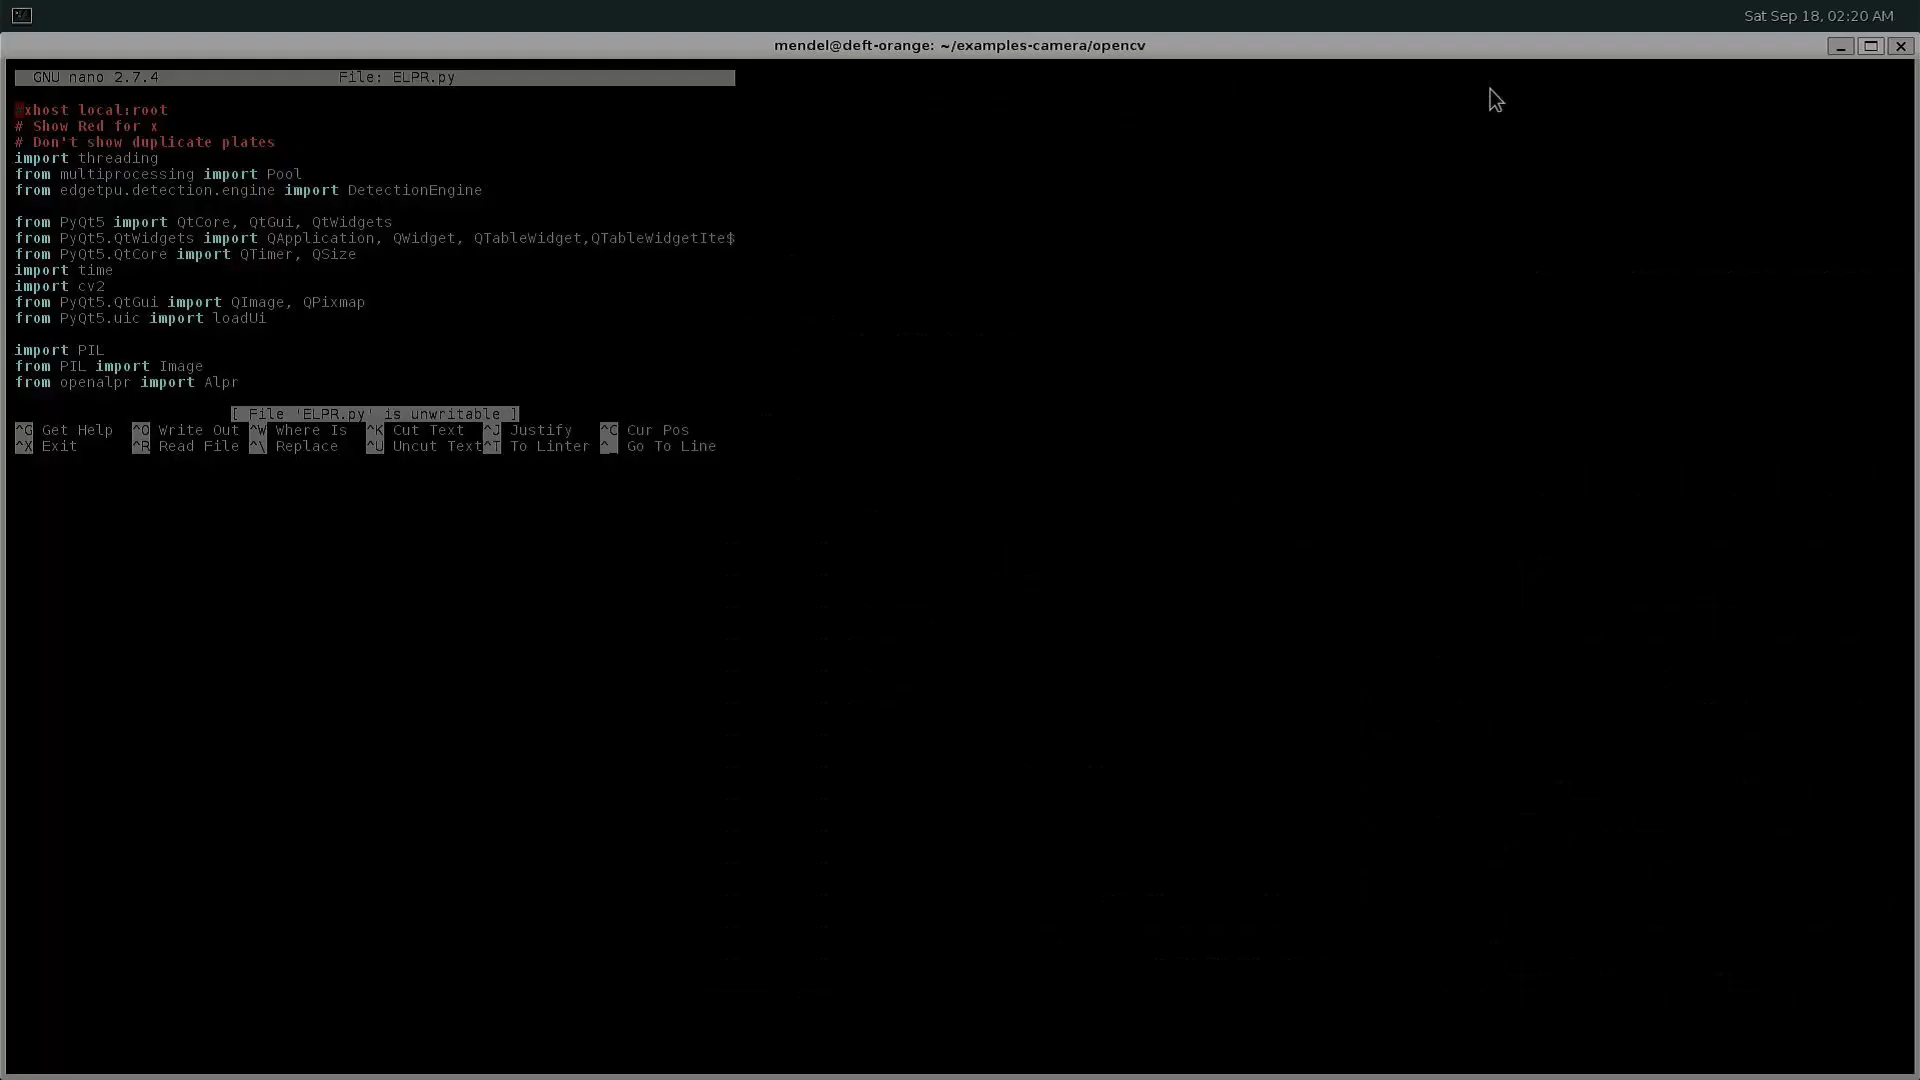 Sat Sep 18, 02:20 AM
mendel@deft-orange: ~/examples-camera/opencv
GNU nano 2.7.4 File: ELPR.py
#xhost local:root
# Show Red for x
# Don't show duplicate plates
import threading
from multiprocessing import Pool
from edgetpu.detection.engine import DetectionEngine
from PyQt5 import QtCore, QtGui, QtWidgets
from PyQt5.QtWidgets import QApplication, QWidget, QTableWidget,QTableWidgetIte$
from PyQt5.QtCore import QTimer, QSize
import time
import cv2
from PyQt5.QtGui import QImage, QPixmap
from PyQt5.uic import loadUi
import PIL
from PIL import Image
from openalpr import Alpr
[ File 'ELPR.py' is unwritable ]
^G Get Help ^O Write Out ^W Where Is ^K Cut Text ^J Justify ^C Cur Pos
^X Exit ^R Read File ^\ Replace ^U Uncut Text ^T To Linter ^_ Go To Line